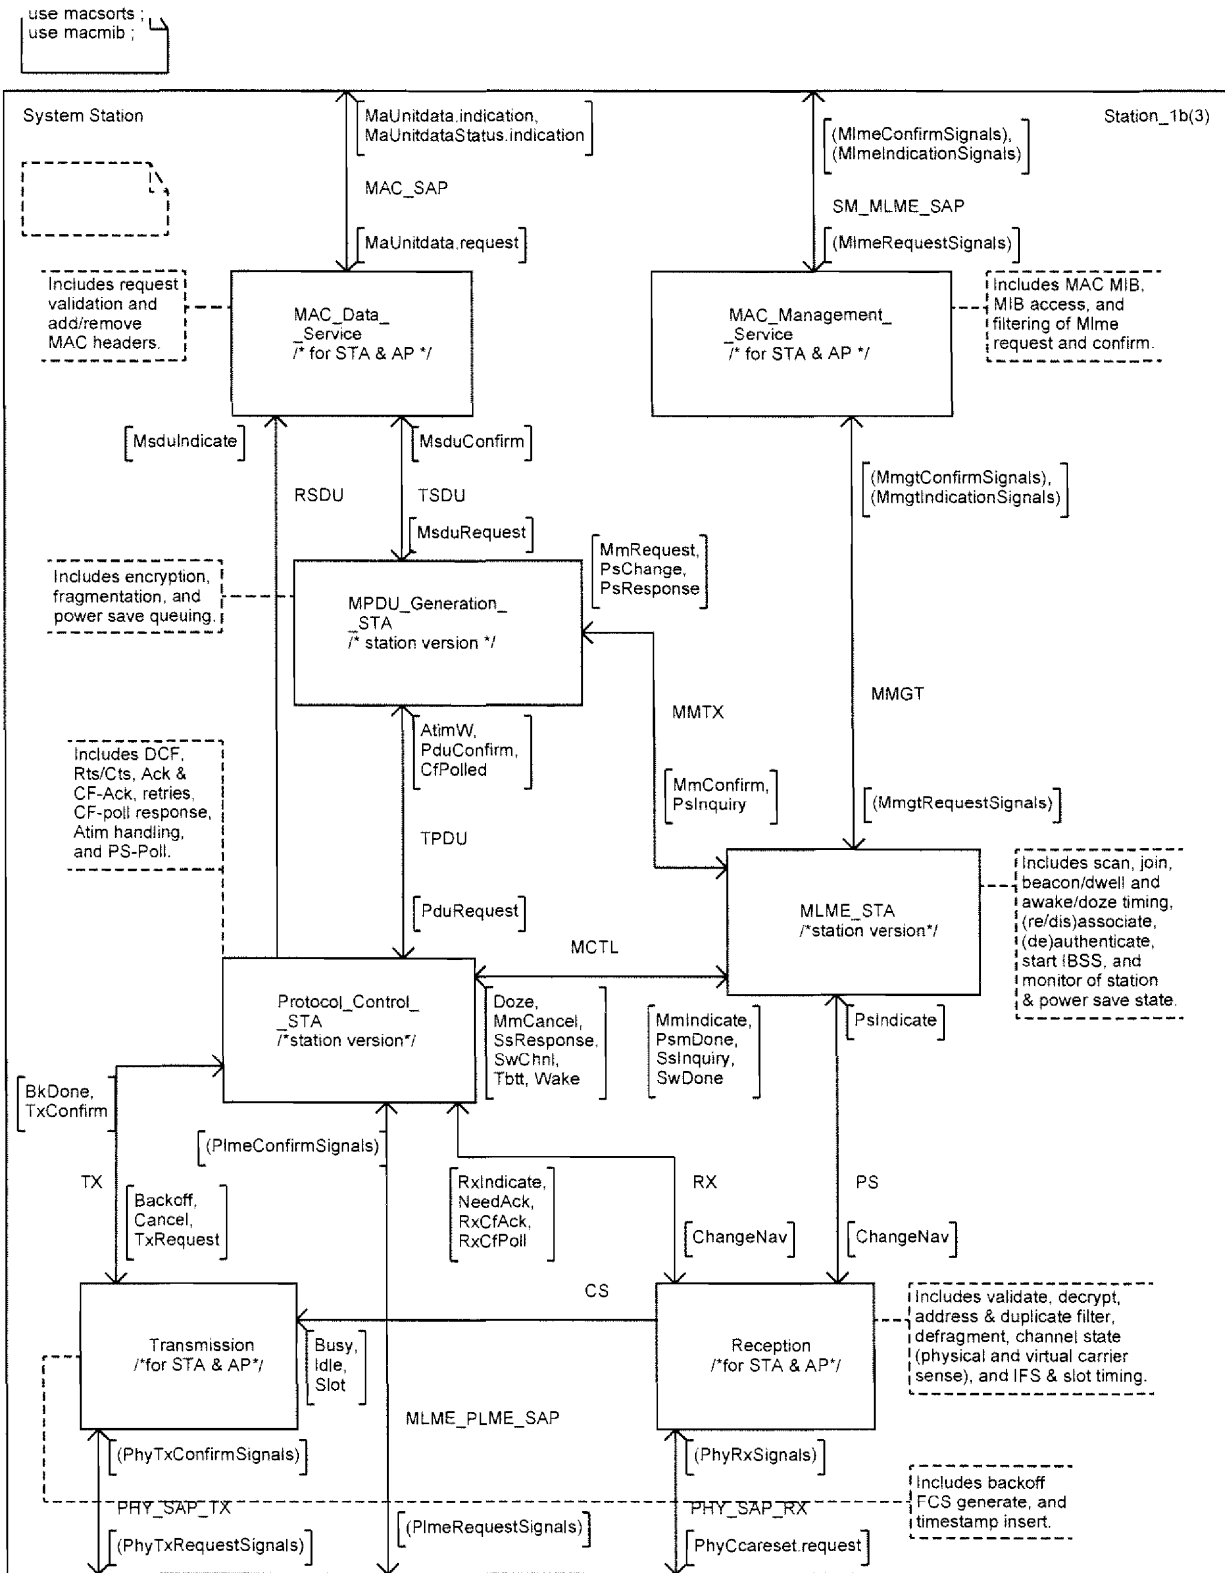 use macsorts ;
use macmib ;
System Station
Station_1b(3)
MaUnitdata.indication,
MaUnitdataStatus.indication
(MlmeConfirmSignals),
(MlmeIndicationSignals)
MAC_SAP
SM_MLME_SAP
MaUnitdata.request
(MlmeRequestSignals)
Includes request
validation and
add/remove
MAC headers.
MAC_Data_
_Service
/* for STA & AP */
MAC_Management_
_Service
/* for STA & AP */
Includes MAC MIB,
MIB access, and
filtering of Mlme
request and confirm.
MsduIndicate
MsduConfirm
(MmgtConfirmSignals),
(MmgtIndicationSignals)
RSDU
TSDU
MsduRequest
MmRequest,
PsChange,
PsResponse
Includes encryption,
fragmentation, and
power save queuing.
MPDU_Generation_
_STA
/* station version */
MMGT
MMTX
AtimW,
PduConfirm,
CfPolled
Includes DCF,
Rts/Cts, Ack &
CF-Ack, retries,
CF-poll response,
Atim handling,
and PS-Poll.
MmConfirm,
PsInquiry
(MmgtRequestSignals)
TPDU
PduRequest
MLME_STA
/*station version*/
Includes scan, join,
beacon/dwell and
awake/doze timing,
(re/dis)associate,
(de)authenticate,
start IBSS, and
monitor of station
& power save state.
MCTL
Protocol_Control_
_STA
/*station version*/
Doze,
MmCancel,
SsResponse,
SwChnl,
Tbtt, Wake
MmIndicate,
PsmDone,
SsInquiry,
SwDone
PsIndicate
BkDone,
TxConfirm
(PlmeConfirmSignals)
TX
Backoff,
Cancel,
TxRequest
RxIndicate,
NeedAck,
RxCfAck,
RxCfPoll
RX
PS
ChangeNav
ChangeNav
CS
Transmission
/*for STA & AP*/
Busy,
Idle,
Slot
Reception
/*for STA & AP*/
Includes validate, decrypt,
address & duplicate filter,
defragment, channel state
(physical and virtual carrier
sense), and IFS & slot timing.
MLME_PLME_SAP
(PhyTxConfirmSignals)
(PhyRxSignals)
Includes backoff
FCS generate, and
timestamp insert.
PHY_SAP_TX
PHY_SAP_RX
(PlmeRequestSignals)
(PhyTxRequestSignals)
PhyCcareset.request